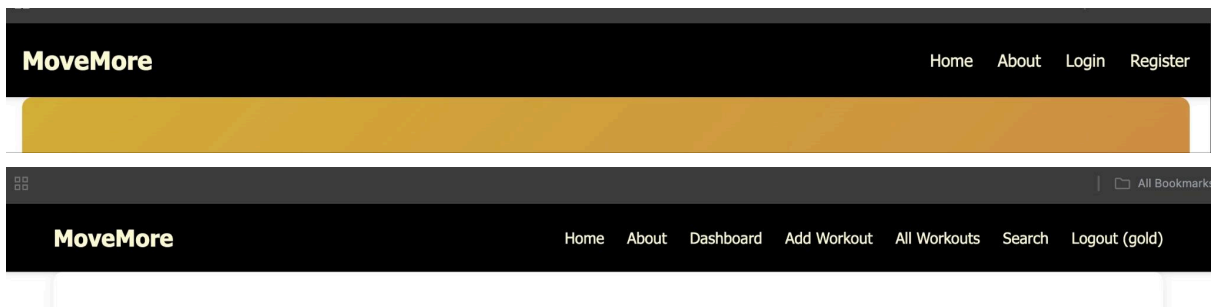 MoveMore Home About Login Register
All Bookmarks
MoveMore Home About Dashboard Add Workout All Workouts Search Logout (gold)